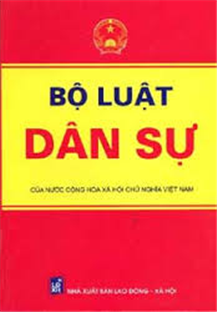 BỘ LUẬT
DÂN SỰ
CỦA NƯỚC CỘNG HÒA XÃ HỘI CHỦ NGHĨA VIỆT NAM
NHÀ XUẤT BẢN LAO ĐỘNG - XÃ HỘI